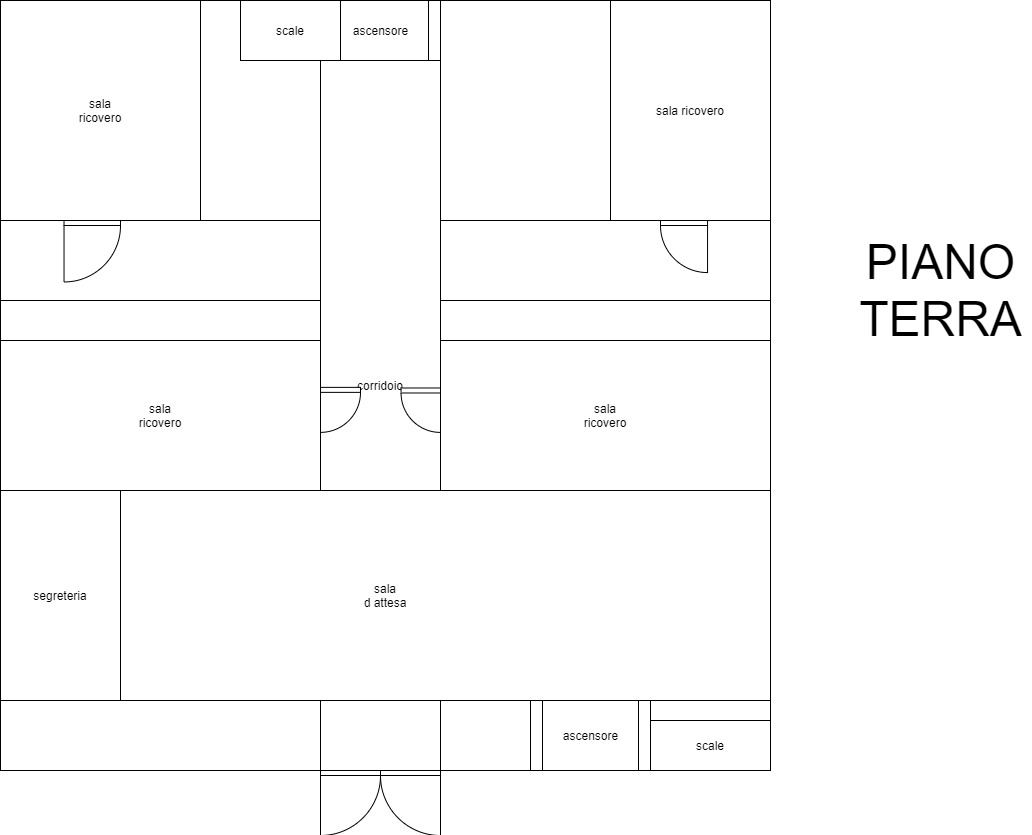 scale
ascensore
sala
ricovero
sala ricovero
PIANO
TERRA
corridoio
sala
ricovero
sala
ricovero
segreteria
sala
d attesa
ascensore
scale